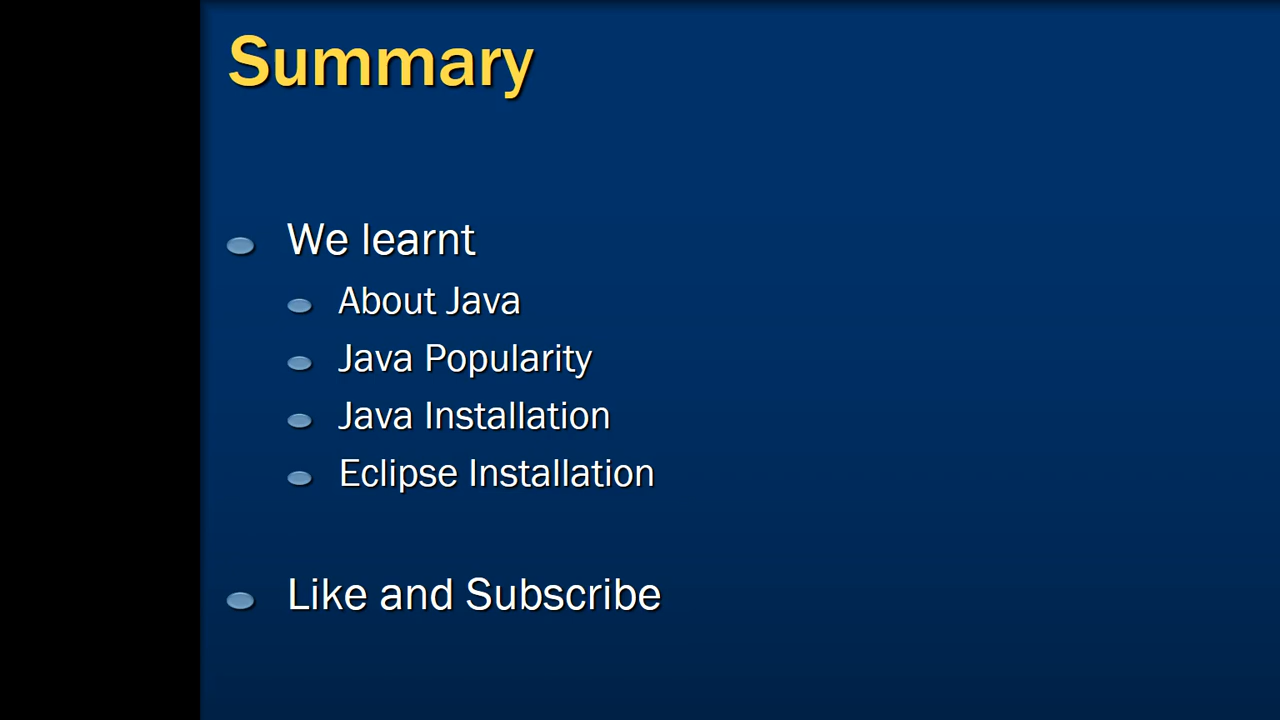 Summary
We learnt
About Java
Java Popularity
Java Installation
Eclipse Installation
Like and Subscribe